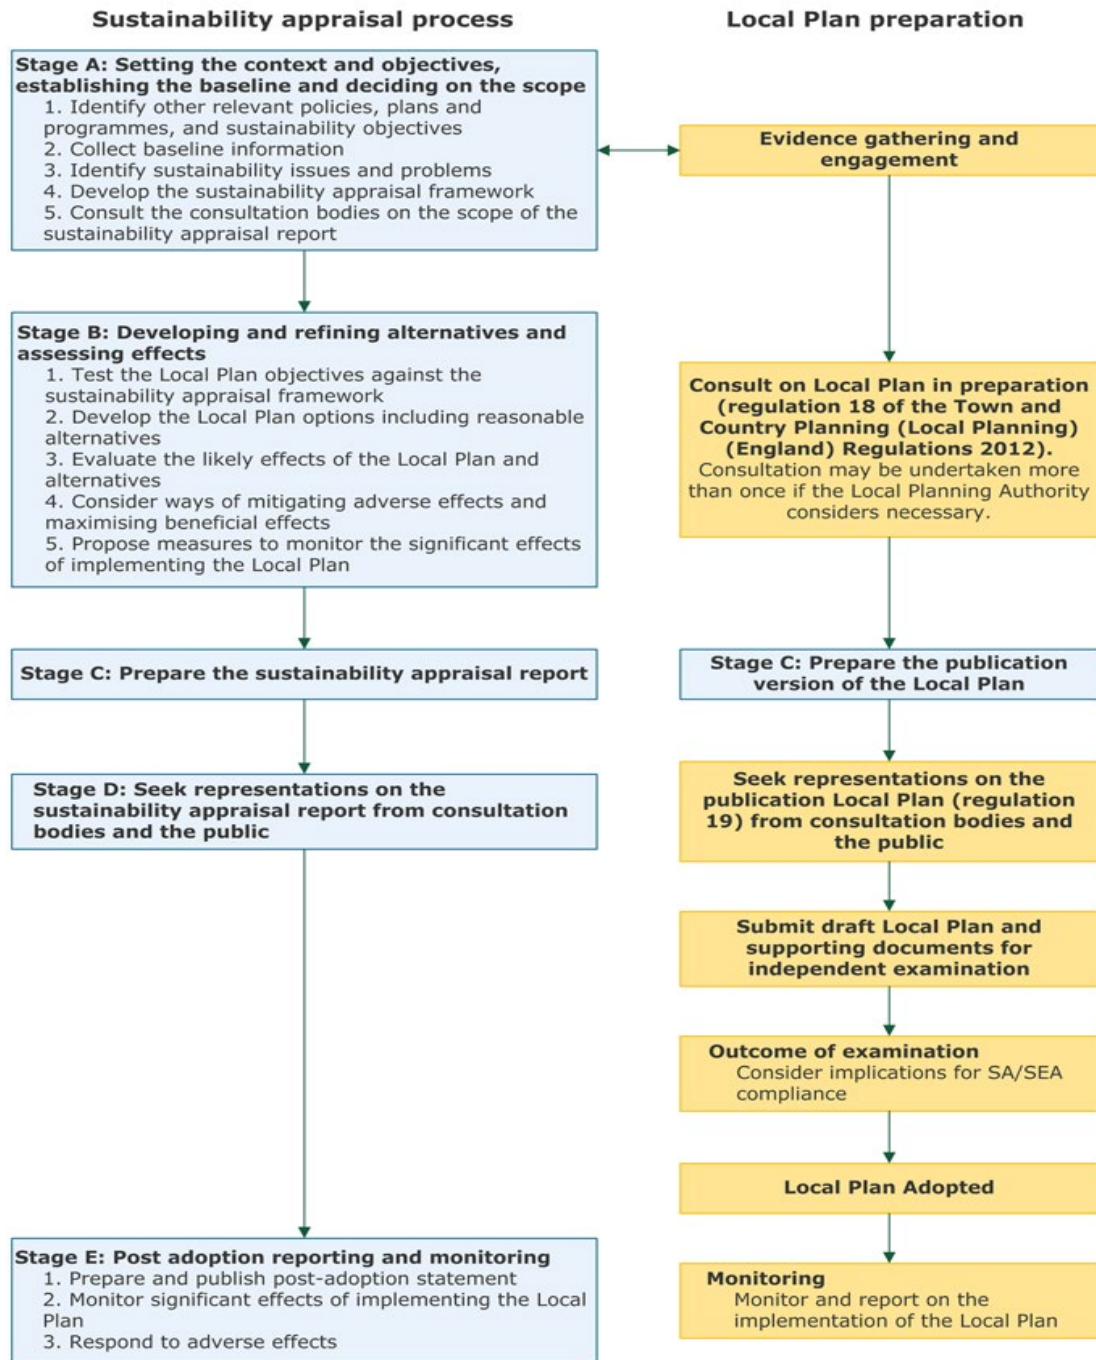 Sustainability appraisal process
Local Plan preparation
Stage A: Setting the context and objectives,
establishing the baseline and deciding on the scope
1. Identify other relevant policies, plans and
programmes, and sustainability objectives
2. Collect baseline information
3. Identify sustainability issues and problems
4. Develop the sustainability appraisal framework
5. Consult the consultation bodies on the scope of the
sustainability appraisal report
Evidence gathering and
engagement
Stage B: Developing and refining alternatives and
assessing effects
1. Test the Local Plan objectives against the
sustainability appraisal framework
2. Develop the Local Plan options including reasonable
alternatives
3. Evaluate the likely effects of the Local Plan and
alternatives
4. Consider ways of mitigating adverse effects and
maximising beneficial effects
5. Propose measures to monitor the significant effects
of implementing the Local Plan
Consult on Local Plan in preparation
(regulation 18 of the Town and
Country Planning (Local Planning)
(England) Regulations 2012).
Consultation may be undertaken more
than once if the Local Planning Authority
considers necessary.
Stage C: Prepare the sustainability appraisal report
Stage C: Prepare the publication
version of the Local Plan
Stage D: Seek representations on the
sustainability appraisal report from consultation
bodies and the public
Seek representations on the
publication Local Plan (regulation
19) from consultation bodies and
the public
Submit draft Local Plan and
supporting documents for
independent examination
Outcome of examination
Consider implications for SA/SEA
compliance
Local Plan Adopted
Stage E: Post adoption reporting and monitoring
1. Prepare and publish post-adoption statement
2. Monitor significant effects of implementing the Local
Plan
3. Respond to adverse effects
Monitoring
Monitor and report on the
implementation of the Local Plan